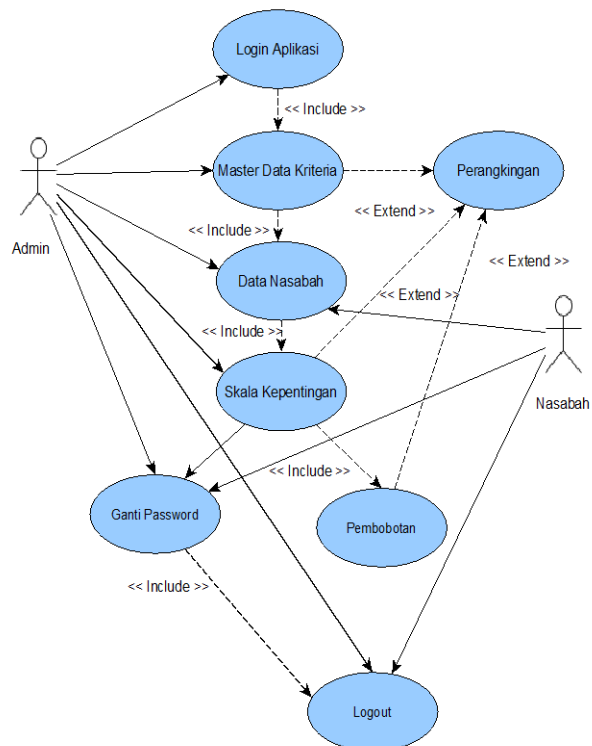 Login Aplikasi
<< Include >>
Master Data Kriteria
Perangkingan
<< Extend >>
<< Include >>
Admin
<< Extend >>
Data Nasabah
<< Extend >>
<< Include >>
Skala Kepentingan
Nasabah
<< Include >>
Ganti Password
Pembobotan
<< Include >>
Logout